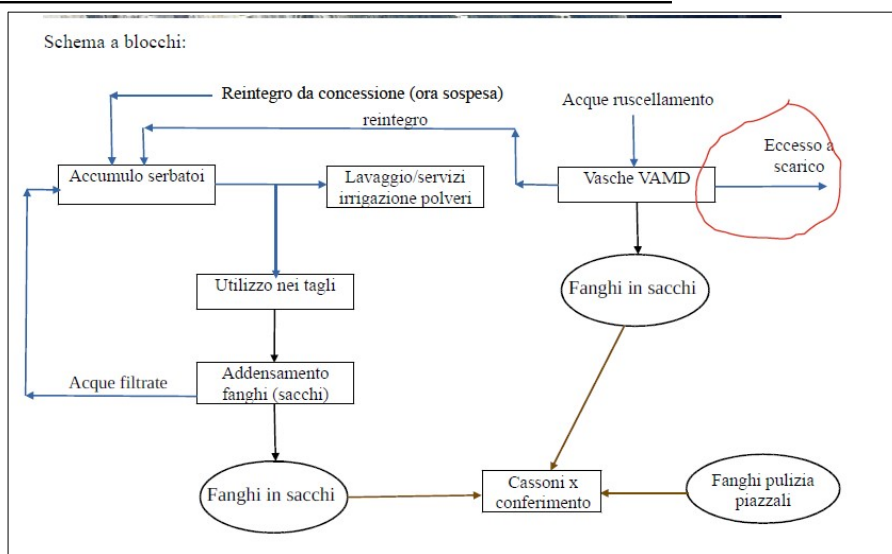 Schema a blocchi:
Reintegro da concessione (ora sospesa)
reintegro
Acque ruscellamento
Eccesso a
scarico
Accumulo serbatoi
Lavaggio/servizi
irrigazione polveri
Vasche VAMD
Utilizzo nei tagli
Fanghi in sacchi
Acque filtrate
Addensamento
fanghi (sacchi)
Fanghi in sacchi
Cassoni x
conferimento
Fanghi pulizia
piazzali